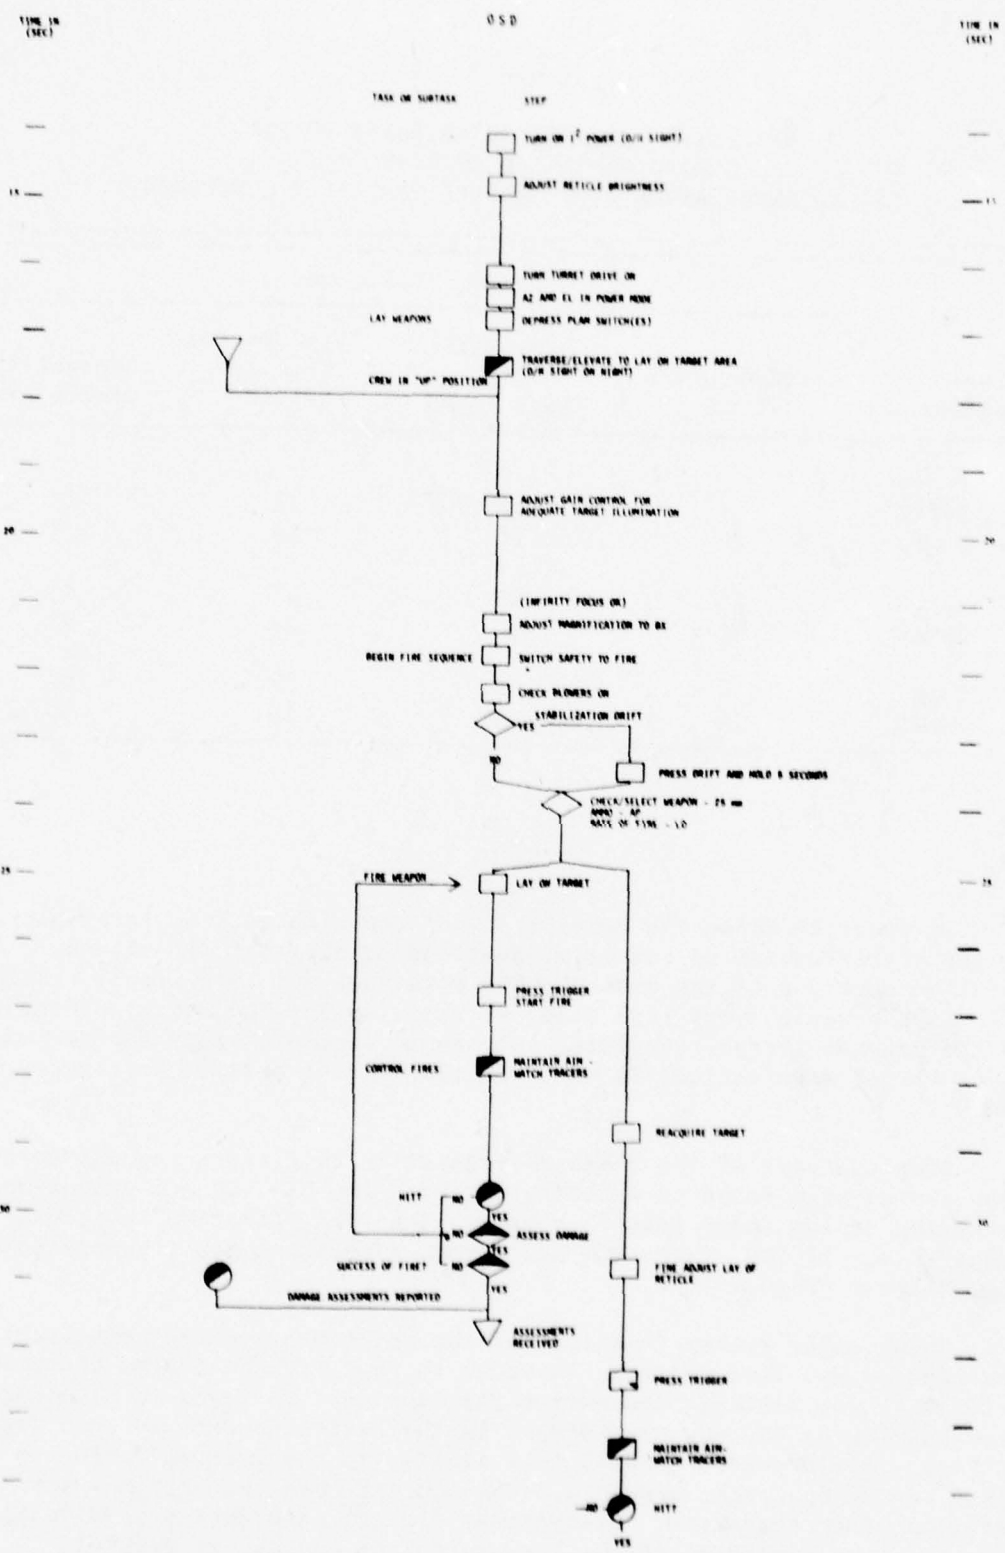 TIME IN
(SEC)
OSD
TIME IN
(SEC)
TASK OR SUBTASK
STEP
TURN ON I2 POWER (D/N SIGHT)
15
ADJUST RETICLE BRIGHTNESS
15
TURN TURRET DRIVE ON
AZ AND EL IN POWER MODE
LAY WEAPONS
DEPRESS PLAM SWITCH(ES)
TRAVERSE/ELEVATE TO LAY ON TARGET AREA
(D/N SIGHT ON NIGHT)
CREW IN "UP" POSITION
ADJUST GAIN CONTROL FOR
ADEQUATE TARGET ILLUMINATION
20
20
(INFINITY FOCUS OK)
ADJUST MAGNIFICATION TO 8X
BEGIN FIRE SEQUENCE
SWITCH SAFETY TO FIRE
CHECK BLOWERS ON
STABILIZATION DRIFT
YES
NO
PRESS DRIFT AND HOLD 5 SECONDS
CHECK/SELECT WEAPON - 25 mm
AMMO - AP
RATE OF FIRE - LO
25
FIRE WEAPON
LAY ON TARGET
25
PRESS TRIGGER
START FIRE
CONTROL FIRES
MAINTAIN AIM -
WATCH TRACERS
REACQUIRE TARGET
HIT?
NO
30
YES
30
NO
ASSESS DAMAGE
YES
SUCCESS OF FIRE?
NO
FINE ADJUST LAY OF
RETICLE
YES
DAMAGE ASSESSMENTS REPORTED
ASSESSMENTS
RECEIVED
PRESS TRIGGER
MAINTAIN AIM-
WATCH TRACERS
NO
HIT?
YES